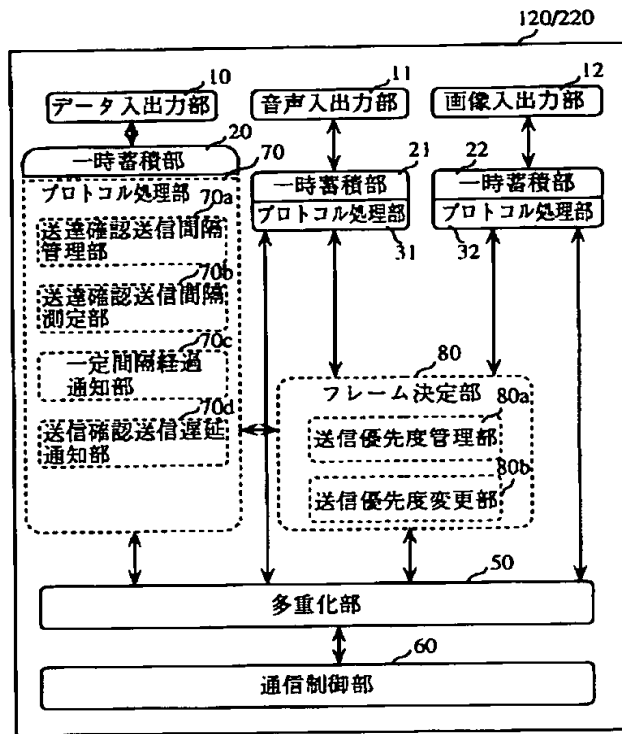 120/220
10
11
12
データ入出力部
音声入出力部
画像入出力部
20
一時蓄積部
70
プロトコル処理部
70a
送達確認送信間隔
管理部
70b
送達確認送信間隔
測定部
70c
一定間隔経過
通知部
70d
送信確認送信遅延
通知部
21
一時蓄積部
プロトコル処理部
31
22
一時蓄積部
プロトコル処理部
32
80
フレーム決定部
80a
送信優先度管理部
80b
送信優先度変更部
50
多重化部
60
通信制御部